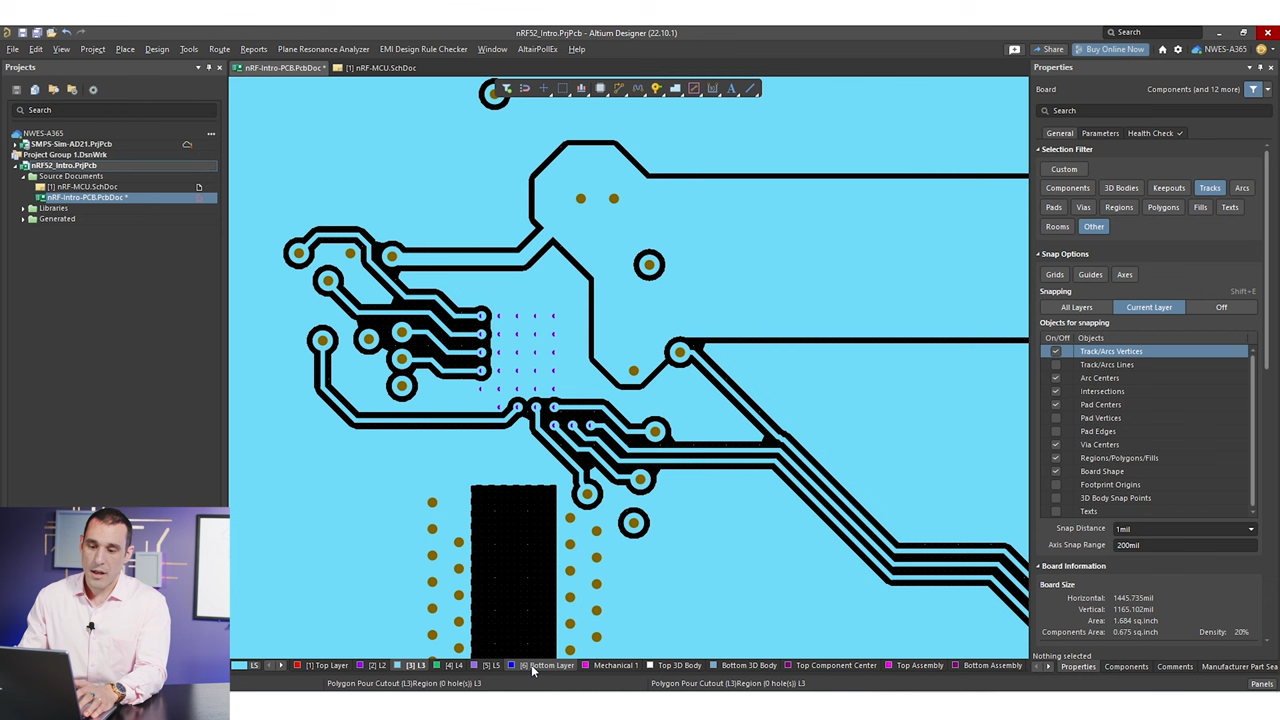 nRF52_Intro.PrjPcb - Altium Designer (22.10.1)
Search
File Edit View Project Place Design Tools Route Reports Plane Resonance Analyzer EMI Design Rule Checker Window AltairPollEx Help
Share Buy Online Now NWES-A365
Projects
nRF-Intro-PCB.PcbDoc * [1] nRF-MCU.SchDoc
Properties
Board Components (and 12 more)
Search
Search
General Parameters Health Check
NWES-A365
SMPS-Sim-AD21.PrjPcb
Project Group 1.DsnWrk
nRF52_Intro.PrjPcb
Source Documents
[1] nRF-MCU.SchDoc
nRF-Intro-PCB.PcbDoc *
Libraries
Generated
Selection Filter
Custom
Components 3D Bodies Keepouts Tracks Arcs
Pads Vias Regions Polygons Fills Texts
Rooms Other
Snap Options
Grids Guides Axes
Snapping Shift+E
All Layers Current Layer Off
Objects for snapping
On/Off Objects
Track/Arcs Vertices
Track/Arcs Lines
Arc Centers
Intersections
Pad Centers
Pad Vertices
Pad Edges
Via Centers
Regions/Polygons/Fills
Board Shape
Footprint Origins
3D Body Snap Points
Texts
Snap Distance 1mil
Axis Snap Range 200mil
Board Information
Board Size
Horizontal: 1445.735mil
Vertical: 1165.102mil
Area: 1.684 sq.inch
Components Area: 0.675 sq.inch Density: 20%
Nothing selected
LS [1] Top Layer [2] L2 [3] L3 [4] L4 [5] L5 [6] Bottom Layer Mechanical 1 Top 3D Body Bottom 3D Body Top Component Center Top Assembly Bottom Assembly
Properties Components Comments Manufacturer Part Sea
Polygon Pour Cutout (L3)Region (0 hole(s)) L3 Polygon Pour Cutout (L3)Region (0 hole(s)) L3
Panels